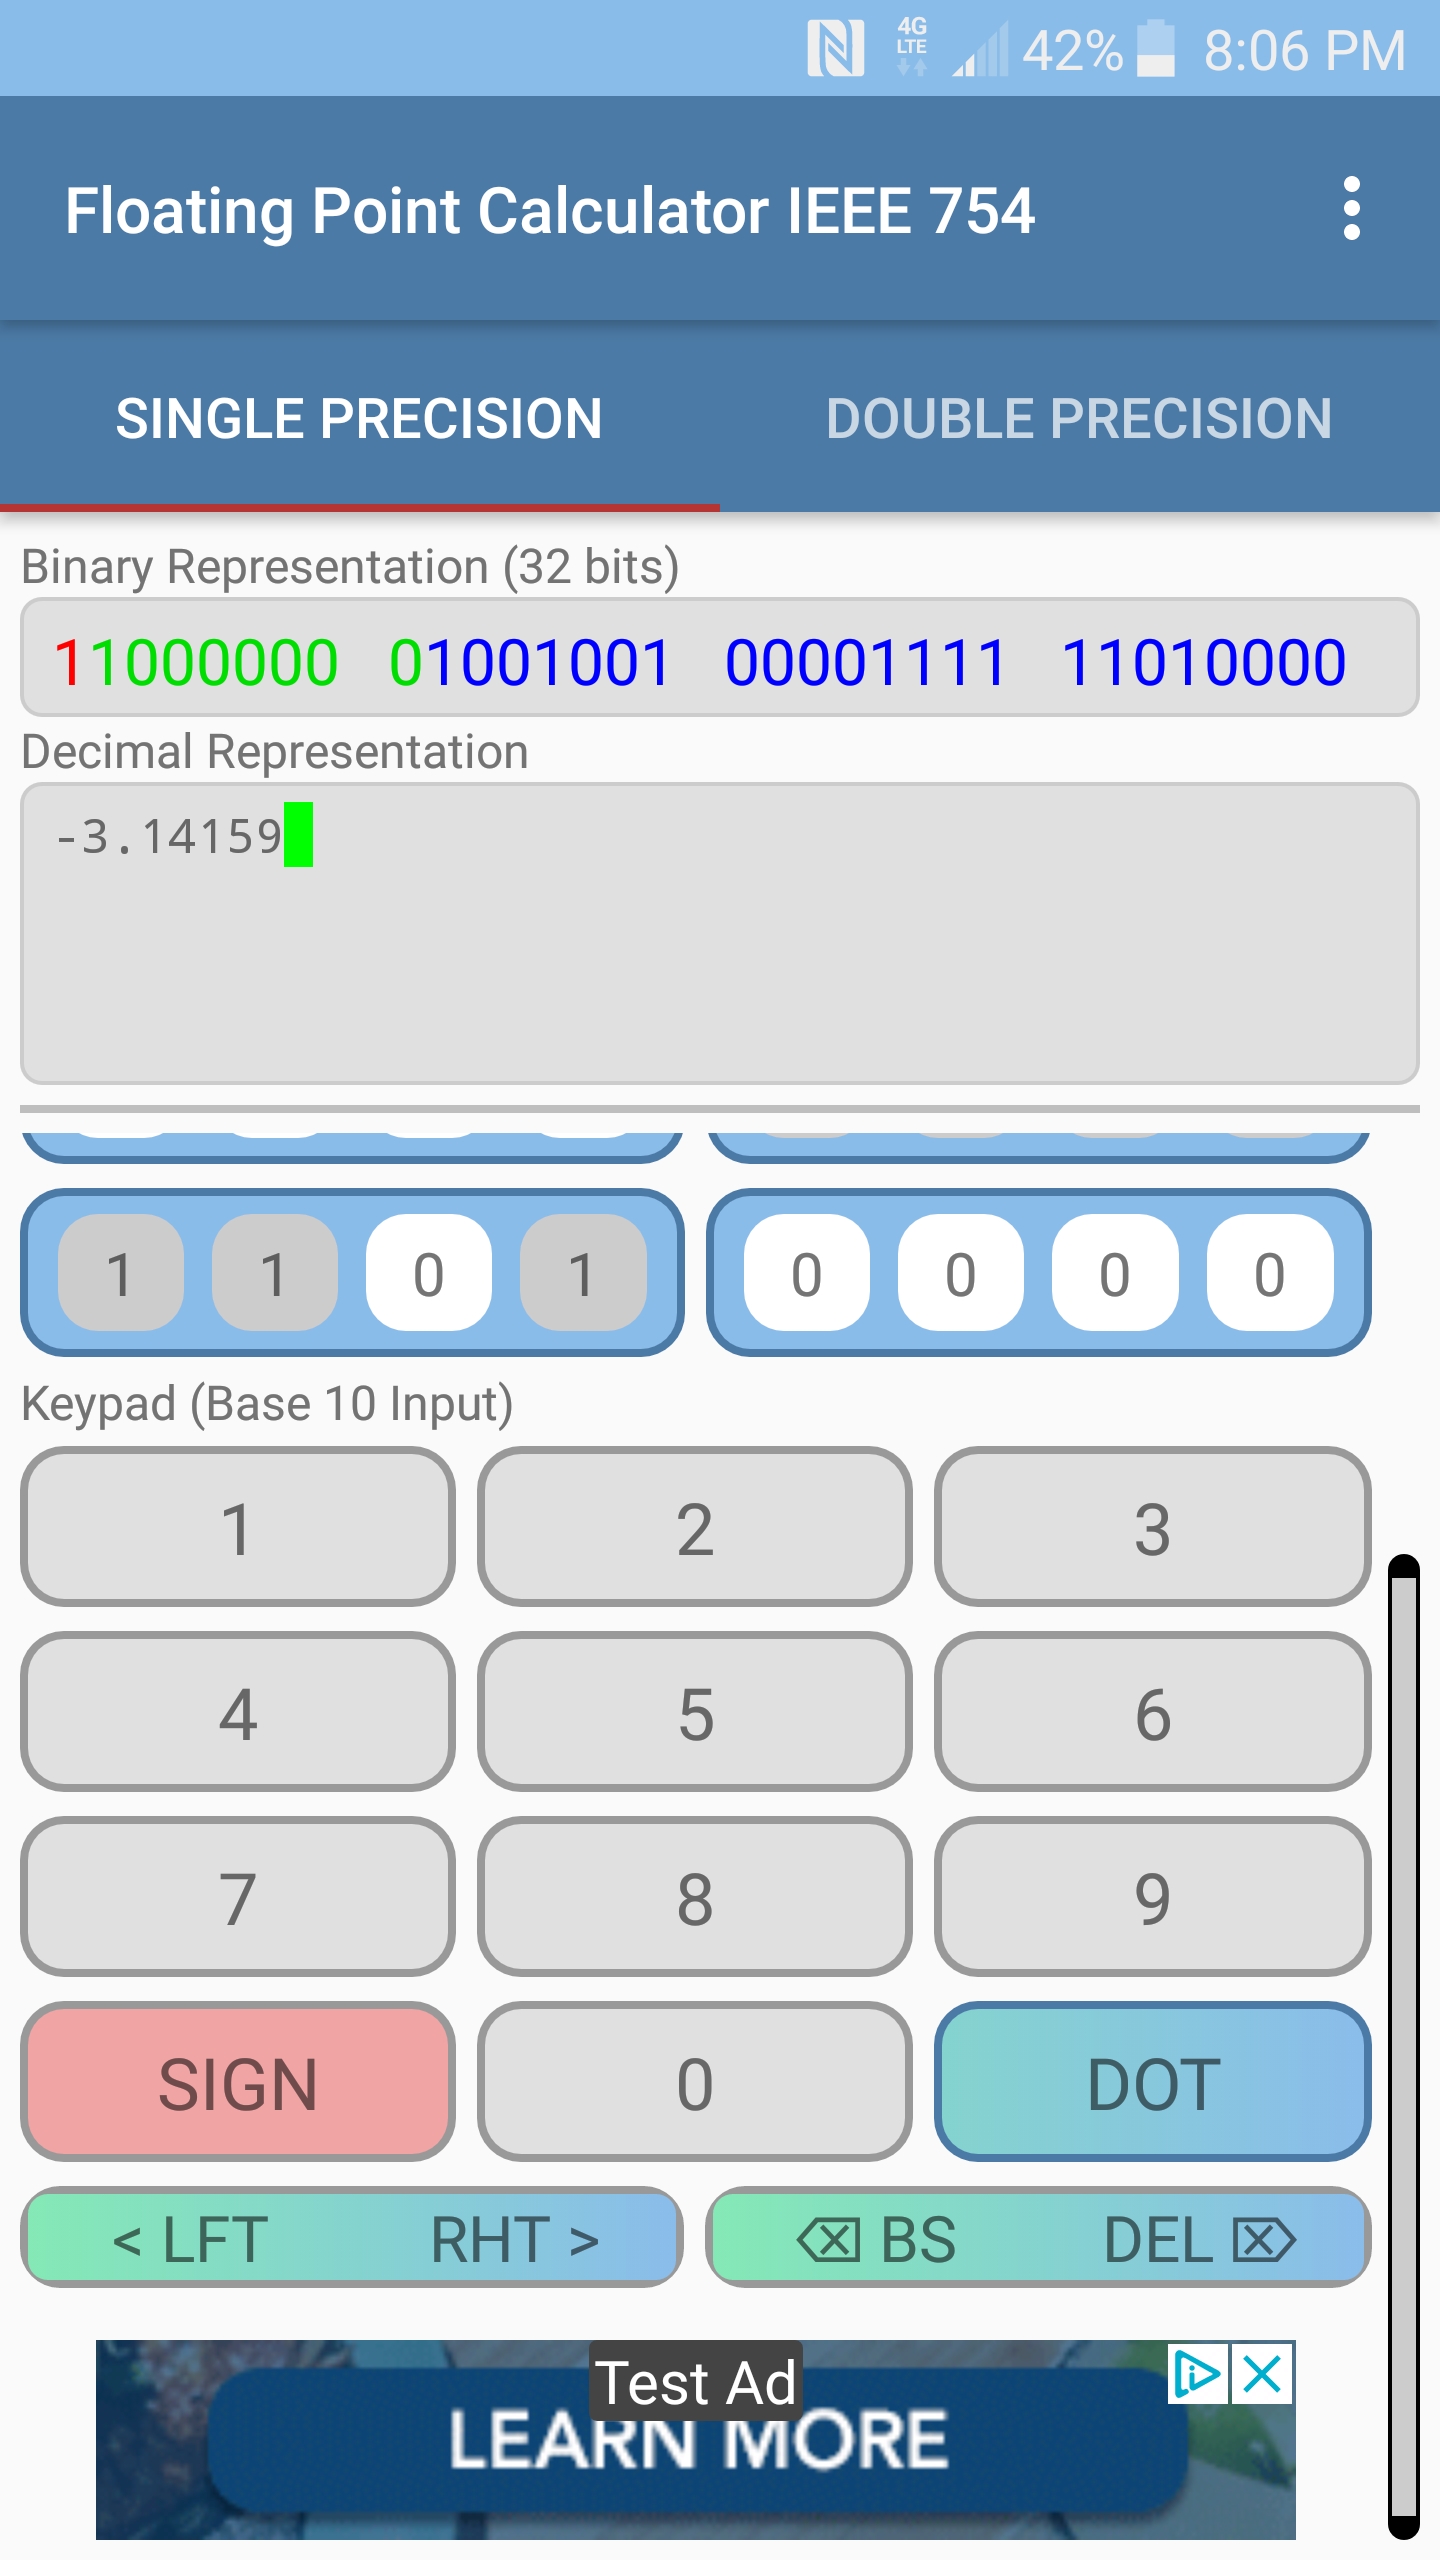 4G LTE 42% 8:06 PM
Floating Point Calculator IEEE 754
SINGLE PRECISION DOUBLE PRECISION
Binary Representation (32 bits)
11000000 01001001 00001111 11010000
Decimal Representation
-3.14159
1 1 0 1 0 0 0 0
Keypad (Base 10 Input)
1 2 3
4 5 6
7 8 9
SIGN 0 DOT
< LFT RHT > BS DEL
Test Ad
LEARN MORE